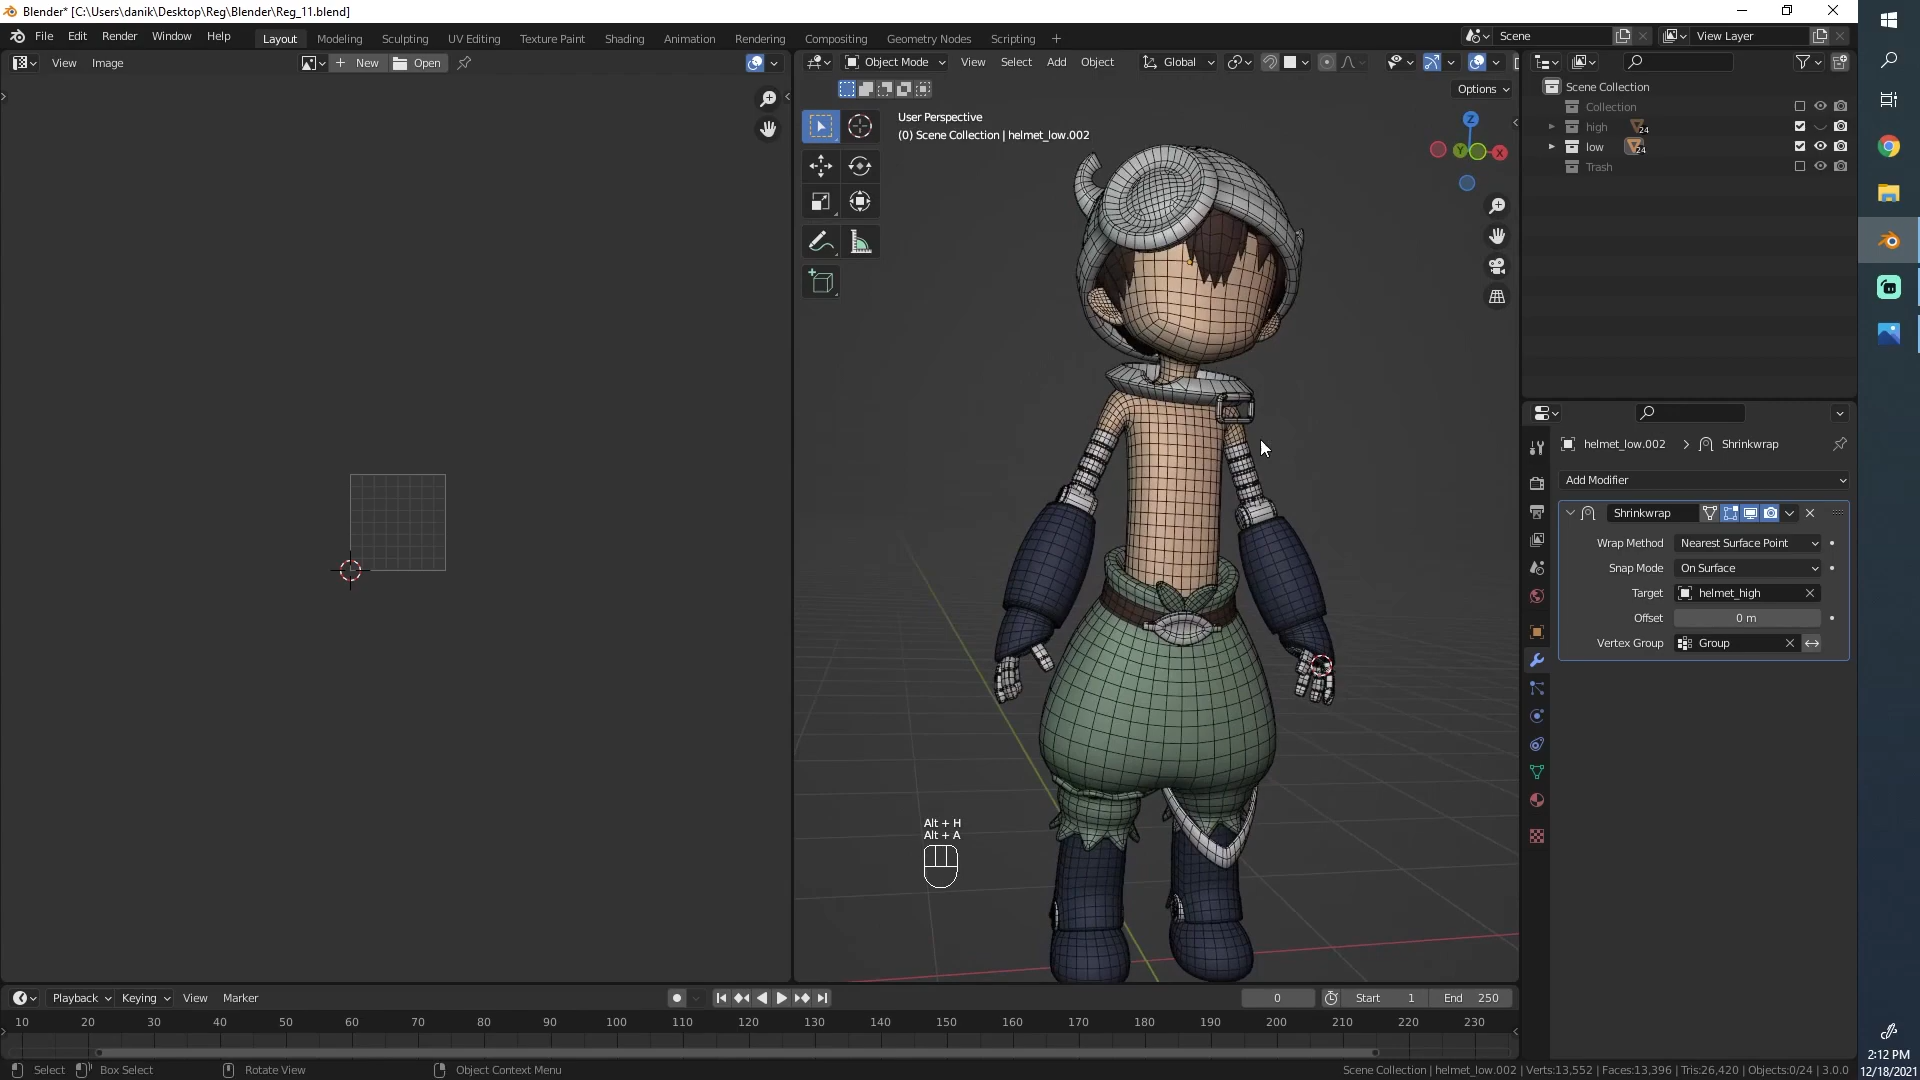 Blender* [C:\Users\danik\Desktop\Reg\Blender\Reg_11.blend]
File Edit Render Window Help Layout Modeling Sculpting UV Editing Texture Paint Shading Animation Rendering Compositing Geometry Nodes Scripting + Scene View Layer
View Image New Open Object Mode View Select Add Object Global
Options
User Perspective
(0) Scene Collection | helmet_low.002
Z
Y
X
Scene Collection
Collection
high 24
low 24
Trash
helmet_low.002 Shrinkwrap
Add Modifier
Shrinkwrap
Wrap Method Nearest Surface Point
Snap Mode On Surface
Target helmet_high
Offset 0 m
Vertex Group Group
Alt + H
Alt + A
Playback Keying View Marker 0 Start 1 End 250
10 20 30 40 50 60 70 80 90 100 110 120 130 140 150 160 170 180 190 200 210 220 230
Select Box Select Rotate View Object Context Menu
Scene Collection | helmet_low.002 | Verts:13,552 | Faces:13,396 | Tris:26,420 | Objects:0/24 | 3.0.0
2:12 PM
12/18/2021